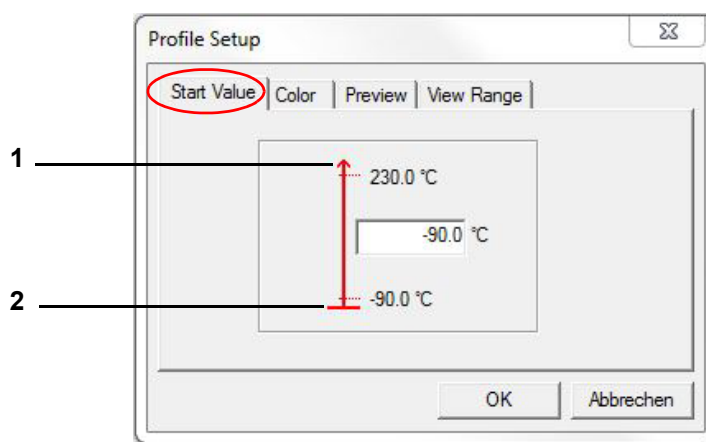 Profile Setup
Start Value Color Preview View Range
1
230.0 °C
-90.0 °C
2
-90.0 °C
OK Abbrechen